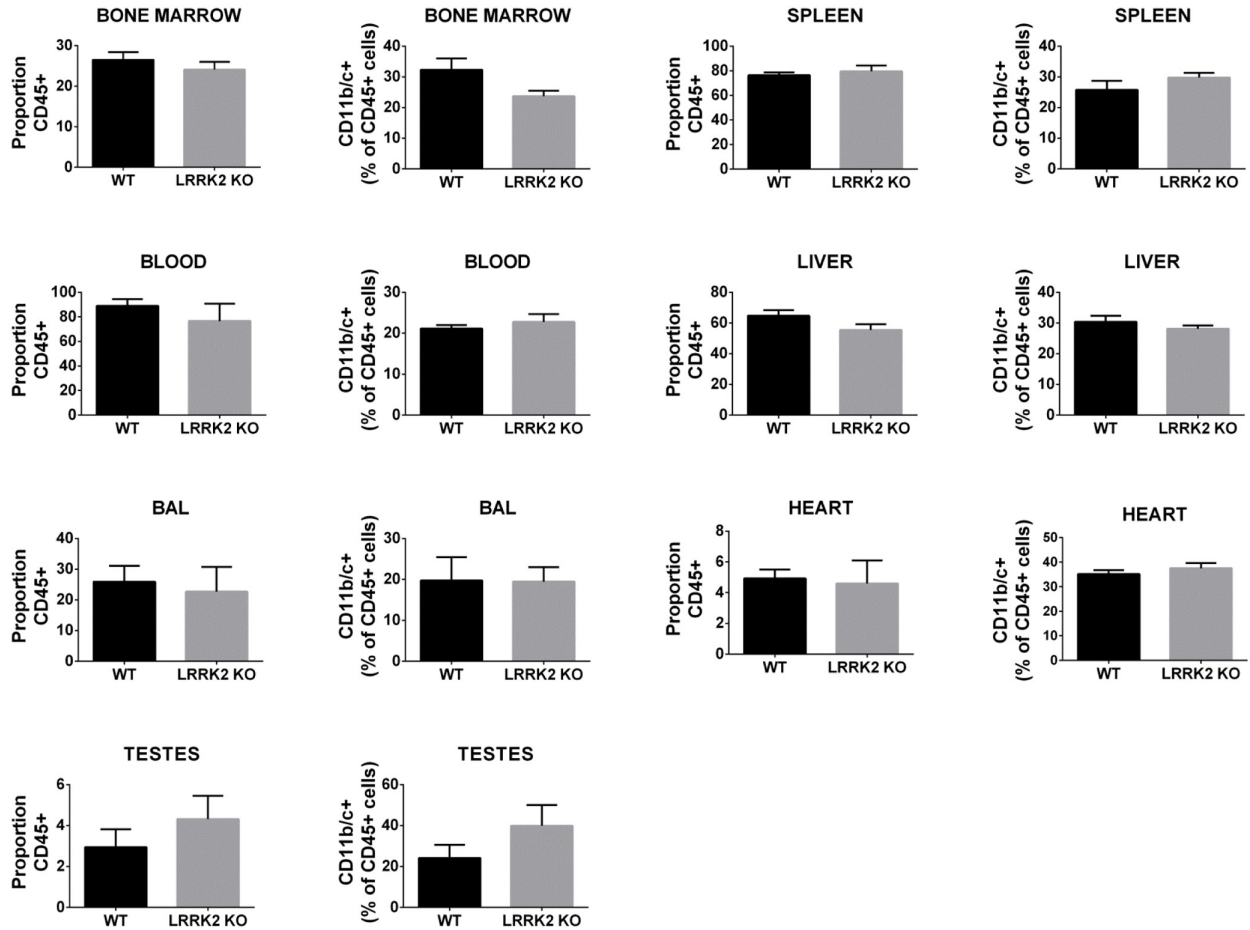 BONE MARROW
Proportion
CD45+
30
20
10
0
WT
LRRK2 KO
BONE MARROW
CD11b/c+
(% of CD45+ cells)
40
30
20
10
0
WT
LRRK2 KO
SPLEEN
Proportion
CD45+
100
80
60
40
20
0
WT
LRRK2 KO
SPLEEN
CD11b/c+
(% of CD45+ cells)
40
30
20
10
0
WT
LRRK2 KO
BLOOD
Proportion
CD45+
100
80
60
40
20
0
WT
LRRK2 KO
BLOOD
CD11b/c+
(% of CD45+ cells)
30
20
10
0
WT
LRRK2 KO
LIVER
Proportion
CD45+
80
60
40
20
0
WT
LRRK2 KO
LIVER
CD11b/c+
(% of CD45+ cells)
40
30
20
10
0
WT
LRRK2 KO
BAL
Proportion
CD45+
40
30
20
10
0
WT
LRRK2 KO
BAL
CD11b/c+
(% of CD45+ cells)
30
20
10
0
WT
LRRK2 KO
HEART
Proportion
CD45+
8
6
4
2
0
WT
LRRK2 KO
HEART
CD11b/c+
(% of CD45+ cells)
50
40
30
20
10
0
WT
LRRK2 KO
TESTES
Proportion
CD45+
6
4
2
0
WT
LRRK2 KO
TESTES
CD11b/c+
(% of CD45+ cells)
60
40
20
0
WT
LRRK2 KO